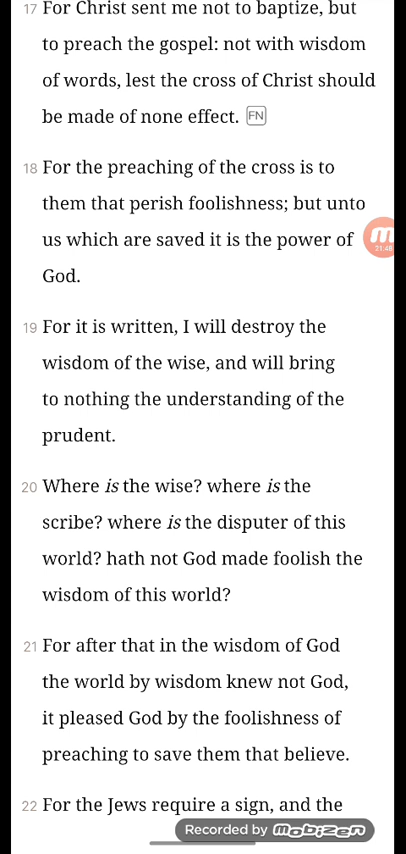 17 For Christ sent me not to baptize, but
to preach the gospel: not with wisdom
of words, lest the cross of Christ should
be made of none effect. FN
18 For the preaching of the cross is to
them that perish foolishness; but unto
us which are saved it is the power of
God.
m
21:48
19 For it is written, I will destroy the
wisdom of the wise, and will bring
to nothing the understanding of the
prudent.
20 Where is the wise? where is the
scribe? where is the disputer of this
world? hath not God made foolish the
wisdom of this world?
21 For after that in the wisdom of God
the world by wisdom knew not God,
it pleased God by the foolishness of
preaching to save them that believe.
22 For the Jews require a sign, and the
Recorded by mobizen